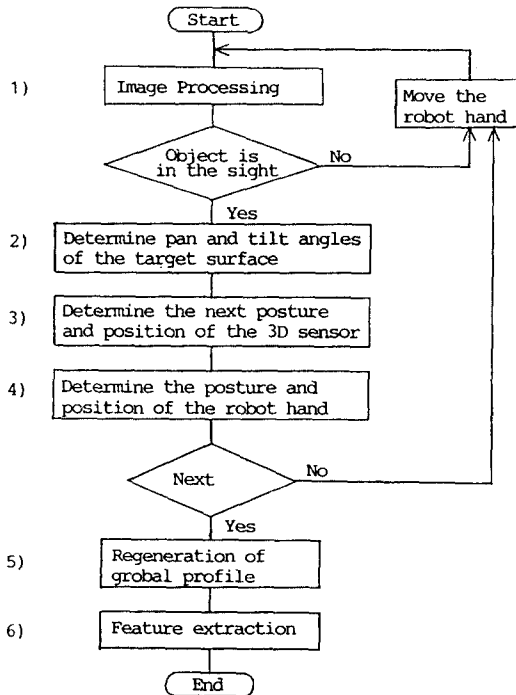 Start
1) Image Processing
Move the
robot hand
Object is
in the sight
No
Yes
2) Determine pan and tilt angles
of the target surface
3) Determine the next posture
and position of the 3D sensor
4) Determine the posture and
position of the robot hand
Next
No
Yes
5) Regeneration of
grobal profile
6) Feature extraction
End